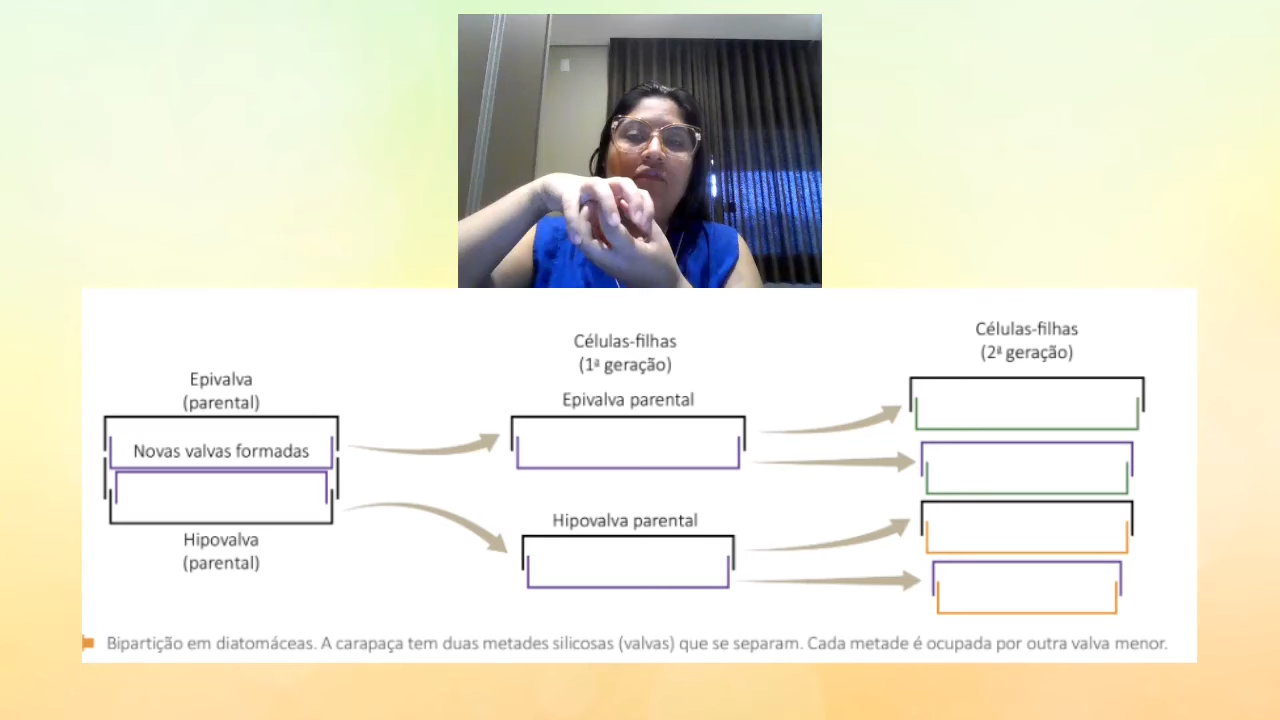 Epivalva
(parental)
Novas valvas formadas
Hipovalva
(parental)
Células-filhas
(1ª geração)
Epivalva parental
Hipovalva parental
Células-filhas
(2ª geração)
Bipartição em diatomáceas. A carapaça tem duas metades silicosas (valvas) que se separam. Cada metade é ocupada por outra valva menor.